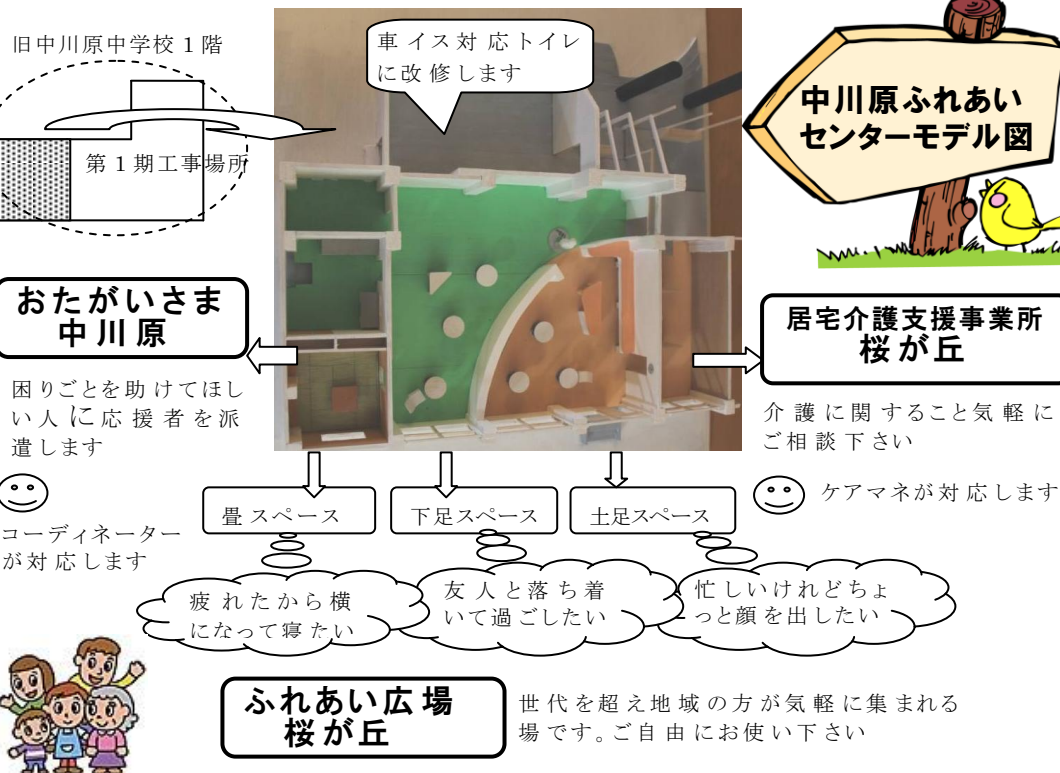 旧中川原中学校１階
第１期工事場所
車イス対応トイレ
に改修します
中川原ふれあい
センターモデル図
おたがいさま
中川原
困りごとを助けてほし
い人に応援者を派
遣します
コーディネーター
が対応します
居宅介護支援事業所
桜が丘
介護に関すること気軽に
ご相談下さい
ケアマネが対応します
畳スペース
下足スペース
土足スペース
疲れたから横
になって寝たい
友人と落ち着
いて過ごしたい
忙しいけれどちょ
っと顔を出したい
ふれあい広場
桜が丘
世代を超え地域の方が気軽に集まれる
場です。ご自由にお使い下さい